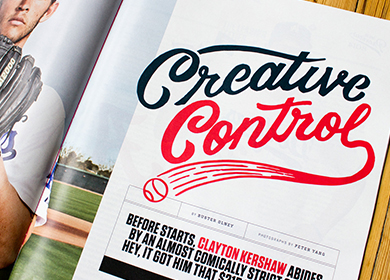 Creative
Control
BY BUSTER OLNEY
PHOTOGRAPHS BY PETER YANG
BEFORE STARTS, CLAYTON KERSHAW ABIDES
BY AN ALMOST COMICALLY STRICT
HEY, IT GOT HIM THAT